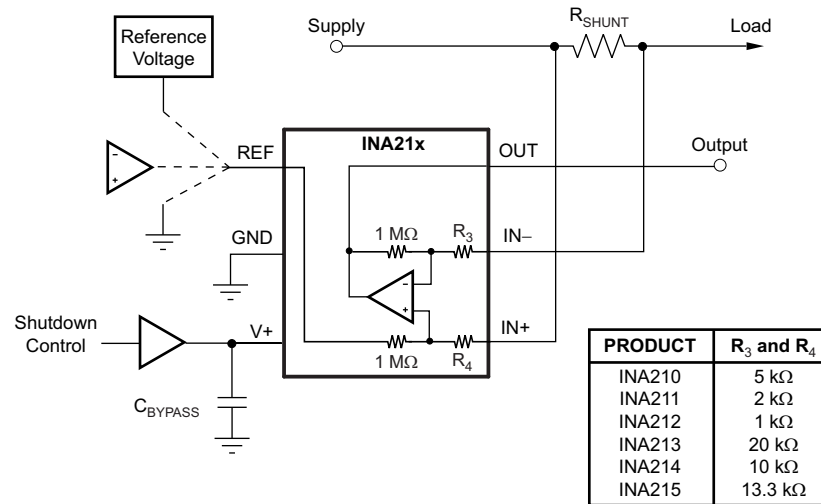 Reference
Voltage
Supply
R_SHUNT
Load
REF
INA21x
OUT
Output
−
+
GND
1 MΩ
R₃
IN−
−
+
Shutdown
Control
V+
1 MΩ
R₄
IN+
C_BYPASS
PRODUCT R₃ and R₄
INA210 5 kΩ
INA211 2 kΩ
INA212 1 kΩ
INA213 20 kΩ
INA214 10 kΩ
INA215 13.3 kΩ